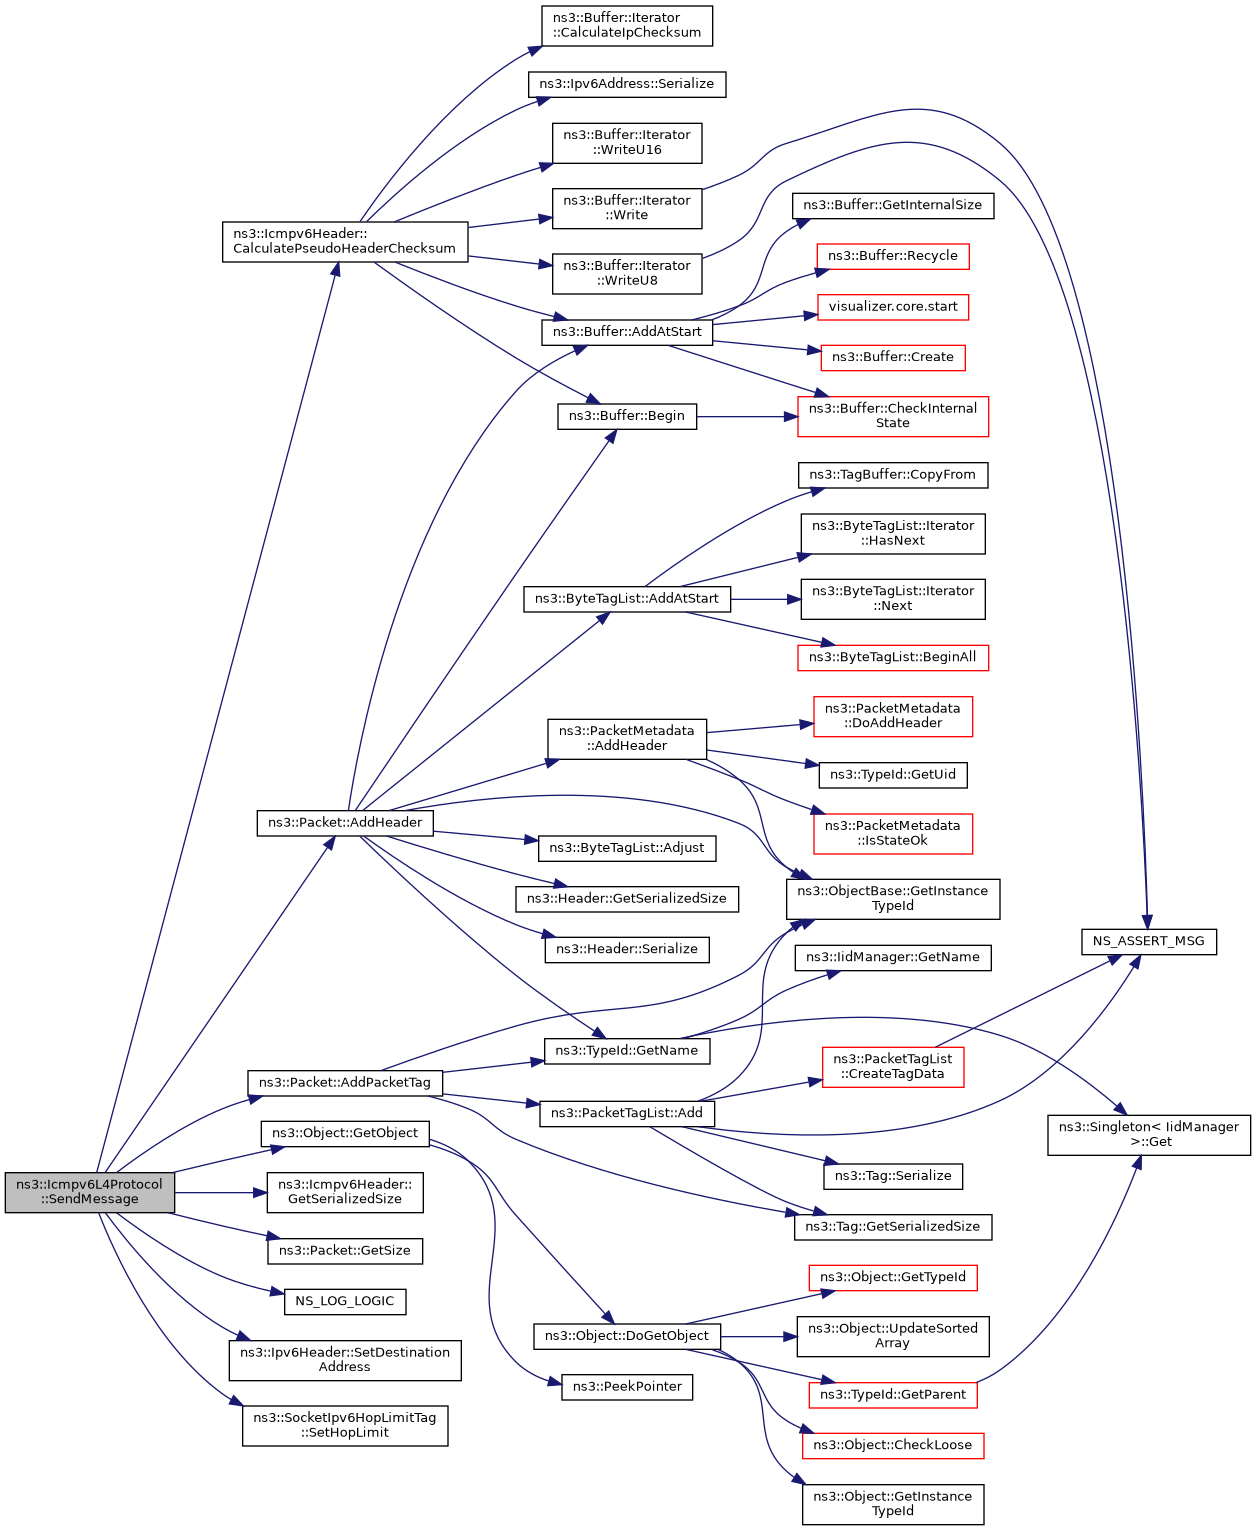 ns3::Buffer::Iterator
::CalculateIpChecksum
ns3::Ipv6Address::Serialize
ns3::Buffer::Iterator
::WriteU16
ns3::Buffer::Iterator
::Write
ns3::Buffer::GetInternalSize
ns3::Icmpv6Header::
CalculatePseudoHeaderChecksum
ns3::Buffer::Iterator
::WriteU8
ns3::Buffer::Recycle
visualizer.core.start
ns3::Buffer::AddAtStart
ns3::Buffer::Create
ns3::Buffer::Begin
ns3::Buffer::CheckInternal
State
ns3::TagBuffer::CopyFrom
ns3::ByteTagList::Iterator
::HasNext
ns3::ByteTagList::AddAtStart
ns3::ByteTagList::Iterator
::Next
ns3::ByteTagList::BeginAll
ns3::PacketMetadata
::DoAddHeader
ns3::PacketMetadata
::AddHeader
ns3::TypeId::GetUid
ns3::Packet::AddHeader
ns3::PacketMetadata
::IsStateOk
ns3::ByteTagList::Adjust
ns3::Header::GetSerializedSize
ns3::ObjectBase::GetInstance
TypeId
ns3::Header::Serialize
NS_ASSERT_MSG
ns3::IidManager::GetName
ns3::TypeId::GetName
ns3::PacketTagList
::CreateTagData
ns3::Packet::AddPacketTag
ns3::PacketTagList::Add
ns3::Object::GetObject
ns3::Singleton< IidManager
>::Get
ns3::Tag::Serialize
ns3::Icmpv6L4Protocol
::SendMessage
ns3::Icmpv6Header::
GetSerializedSize
ns3::Tag::GetSerializedSize
ns3::Packet::GetSize
ns3::Object::GetTypeId
NS_LOG_LOGIC
ns3::Object::DoGetObject
ns3::Object::UpdateSorted
Array
ns3::Ipv6Header::SetDestination
Address
ns3::PeekPointer
ns3::TypeId::GetParent
ns3::SocketIpv6HopLimitTag
::SetHopLimit
ns3::Object::CheckLoose
ns3::Object::GetInstance
TypeId